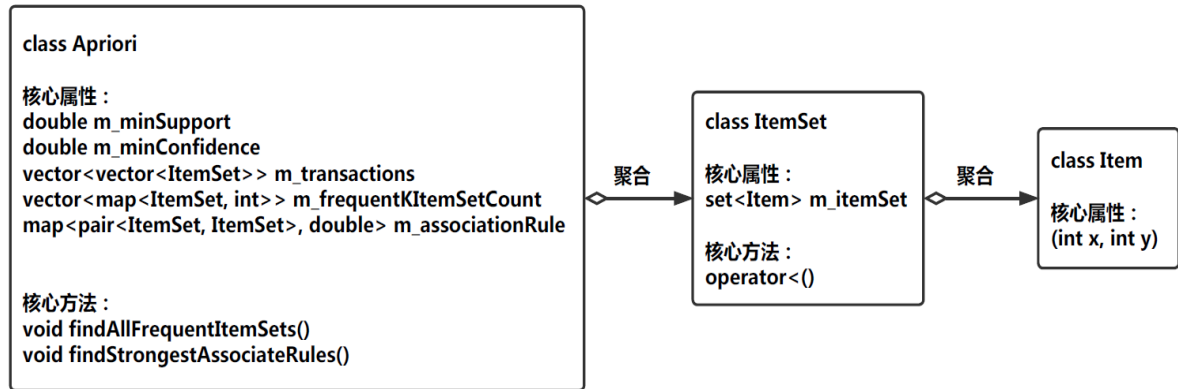 class Apriori
核心属性：
double m_minSupport
double m_minConfidence
vector<vector<ItemSet>> m_transactions
vector<map<ItemSet, int>> m_frequentKItemSetCount
map<pair<ItemSet, ItemSet>, double> m_associationRule
核心方法：
void findAllFrequentItemSets()
void findStrongestAssociateRules()
聚合
class ItemSet
核心属性：
set<Item> m_itemSet
核心方法：
operator<()
聚合
class Item
核心属性：
(int x, int y)